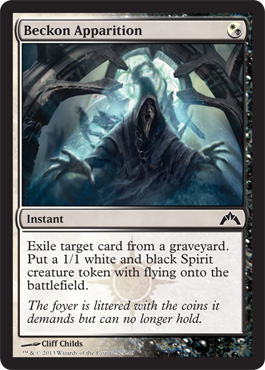 Beckon Apparition
Instant
Exile target card from a graveyard.
Put a 1/1 white and black Spirit
creature token with flying onto the
battlefield.
The foyer is littered with the coins it
demands but can no longer hold.
Cliff Childs
™ & © 2013 Wizards of the Coast